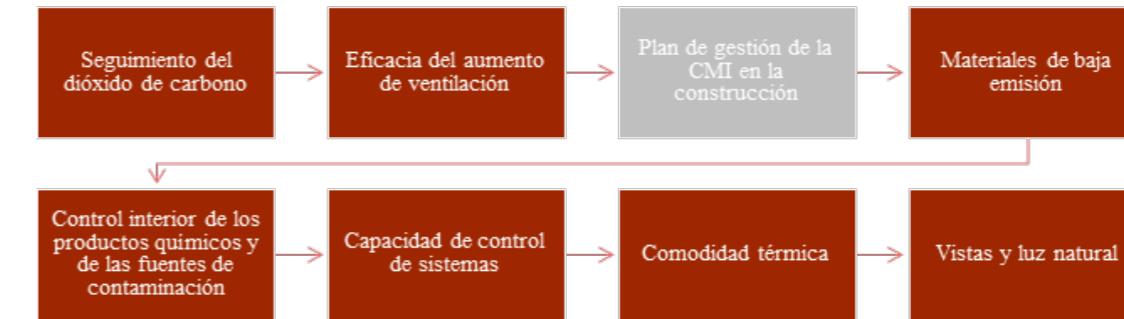 Seguimiento del
dióxido de carbono
Eficacia del aumento
de ventilación
Plan de gestión de la
CMI en la
construcción
Materiales de baja
emisión
Control interior de los
productos químicos y
de las fuentes de
contaminación
Capacidad de control
de sistemas
Comodidad térmica
Vistas y luz natural